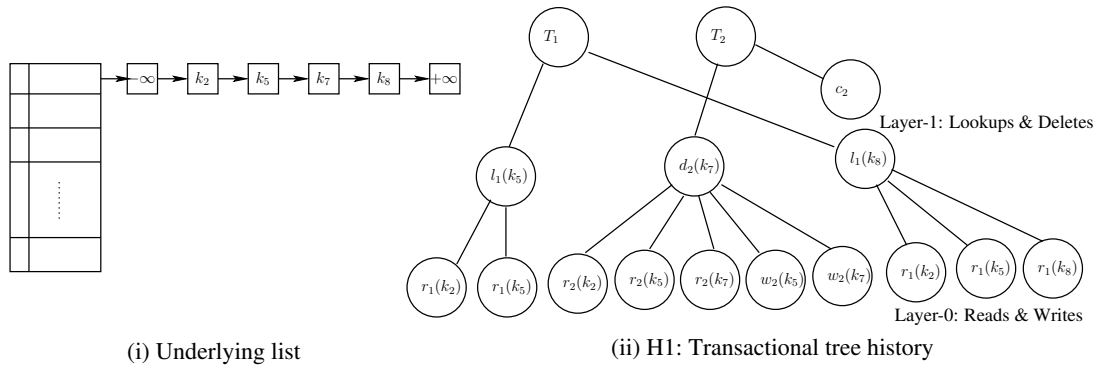 T₁ T₂
−∞ k₂ k₅ k₇ k₈ +∞
c₂
Layer-1: Lookups & Deletes
l₁(k₅) d₂(k₇) l₁(k₈)
r₁(k₂) r₁(k₅) r₂(k₂) r₂(k₅) r₂(k₇) w₂(k₅) w₂(k₇) r₁(k₂) r₁(k₅) r₁(k₈)
Layer-0: Reads & Writes
(i) Underlying list
(ii) H1: Transactional tree history